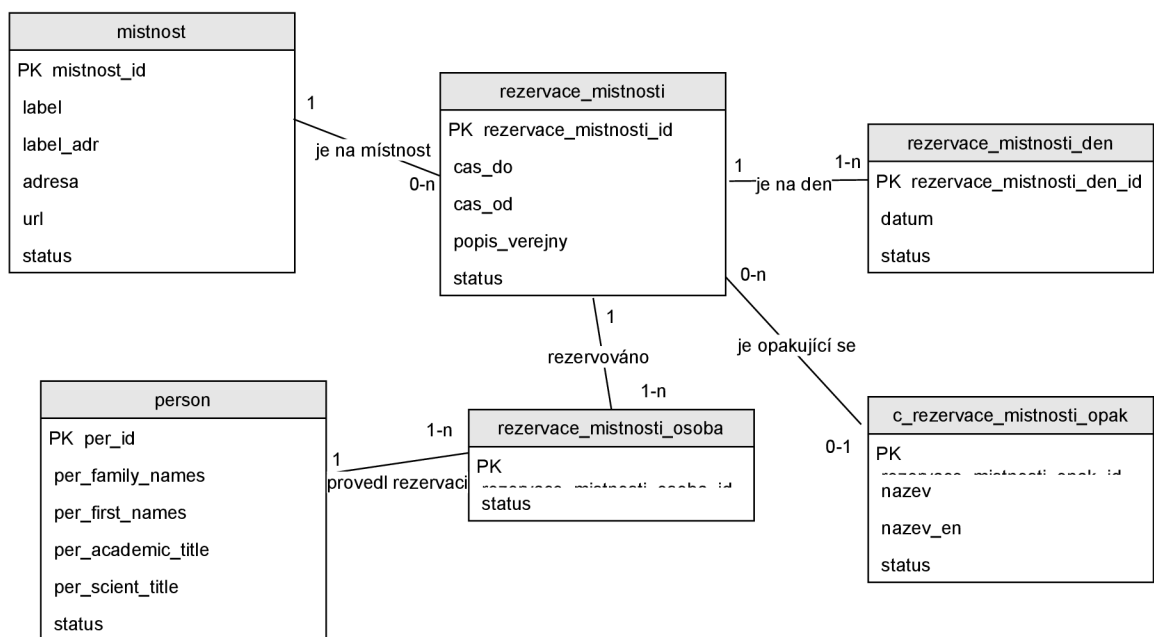 mistnost
PK mistnost_id
label
label_adr
adresa
url
status
1
je na místnost
0-n
rezervace_mistnosti
PK rezervace_mistnosti_id
cas_do
cas_od
popis_verejny
status
1
je na den
1-n
rezervace_mistnosti_den
PK rezervace_mistnosti_den_id
datum
status
0-n
je opakující se
0-1
1
rezervováno
1-n
person
PK per_id
per_family_names
per_first_names
per_academic_title
per_scient_title
status
1
provedl rezervaci
1-n
rezervace_mistnosti_osoba
PK
status
c_rezervace_mistnosti_opak
PK
nazev
nazev_en
status